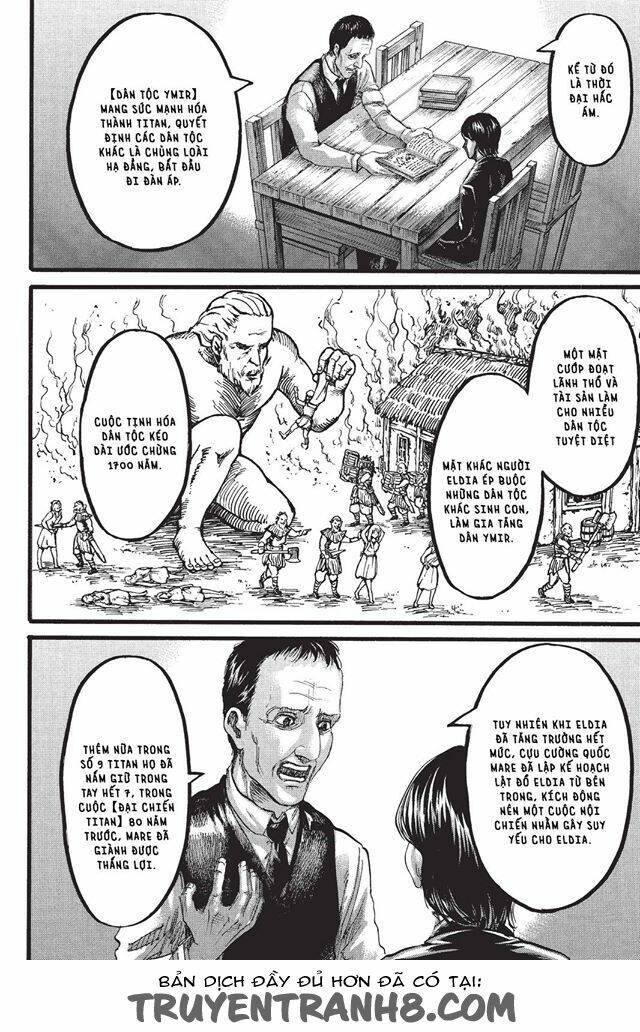 KỂ TỪ ĐÓ
LÀ THỜI
ĐẠI HẮC
ÁM.
【DÂN TỘC YMIR】
MANG SỨC MẠNH HÓA
THÀNH TITAN, QUYẾT
ĐỊNH CÁC DÂN TỘC
KHÁC LÀ CHỦNG LOÀI
HẠ ĐẲNG, BẮT ĐẦU
ĐI ĐÀN ÁP.
MỘT MẶT
CƯỚP ĐOẠT
LÃNH THỔ VÀ
TÀI SẢN LÀM
CHO NHIỀU
DÂN TỘC
TUYỆT DIỆT
MẶT KHÁC NGƯỜI
ELDIA ÉP BUỘC
NHỮNG DÂN TỘC
KHÁC SINH CON,
LÀM GIA TĂNG
DÂN YMIR.
CUỘC TỊNH HÓA
DÂN TỘC KÉO
DÀI ƯỚC CHỪNG
1700 NĂM.
TUY NHIÊN KHI ELDIA
ĐÃ TĂNG TRƯỞNG HẾT
MỨC, CỰU CƯỜNG QUỐC
MARE ĐÃ LẬP KẾ HOẠCH
LẬT ĐỔ ELDIA TỪ BÊN
TRONG, KÍCH ĐỘNG
NÊN MỘT CUỘC NỘI
CHIẾN NHẰM GÂY SUY
YẾU CHO ELDIA.
THÊM NỮA TRONG
SỐ 9 TITAN HỌ ĐÃ
NẮM GIỮ TRONG
TAY HẾT 7, TRONG
CUỘC 【ĐẠI CHIẾN
TITAN】 80 NĂM
TRƯỚC, MARE ĐÃ
GIÀNH ĐƯỢC
THẮNG LỢI.
BẢN DỊCH ĐẦY ĐỦ HƠN ĐÃ CÓ TẠI:
TRUYENTRANH8.COM